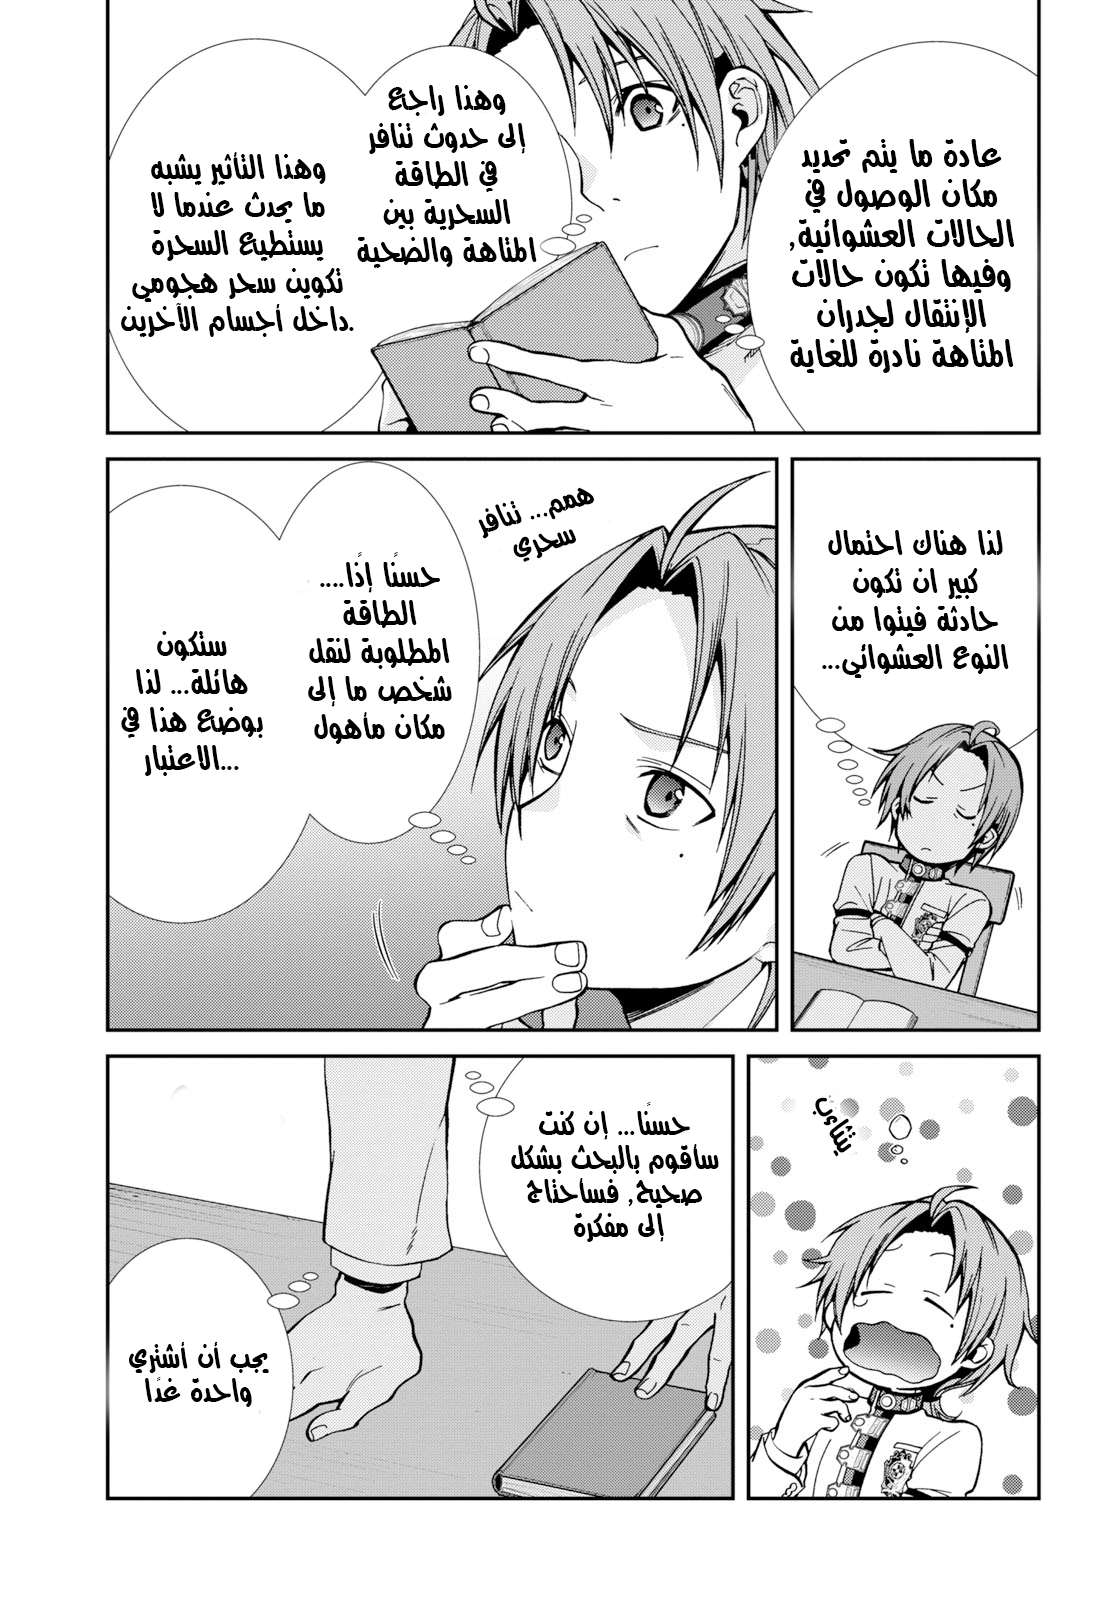 عادة ما يتم تحديد
مكان الوصول في
الحالات العشوائية,
وفيها تكون حالات
الإنتقال لجدران
المتاهة نادرة للغاية
وهذا راجع
إلى حدوث تنافر
في الطاقة
السحرية بين
المتاهة والضحية
وهذا التأثير يشبه
ما يحدث عندما لا
يستطيع السحرة
تكوين سحر هجومي
داخل أجسام الآخرين.
لذا هناك احتمال
كبير ان تكون
حادثة فيتوا من
النوع العشوائي...
همم... تنافر
سحري
حسنًا إذًا....
الطاقة
المطلوبة لنقل
شخص ما إلى
مكان مأهول
ستكون
هائلة... لذا
بوضع هذا في
الاعتبار...
يتثاءب
حسنًا... إن كنت
سأقوم بالبحث بشكل
صحيح, فسأحتاج
إلى مفكرة
يجب أن أشتري
واحدة غدًا